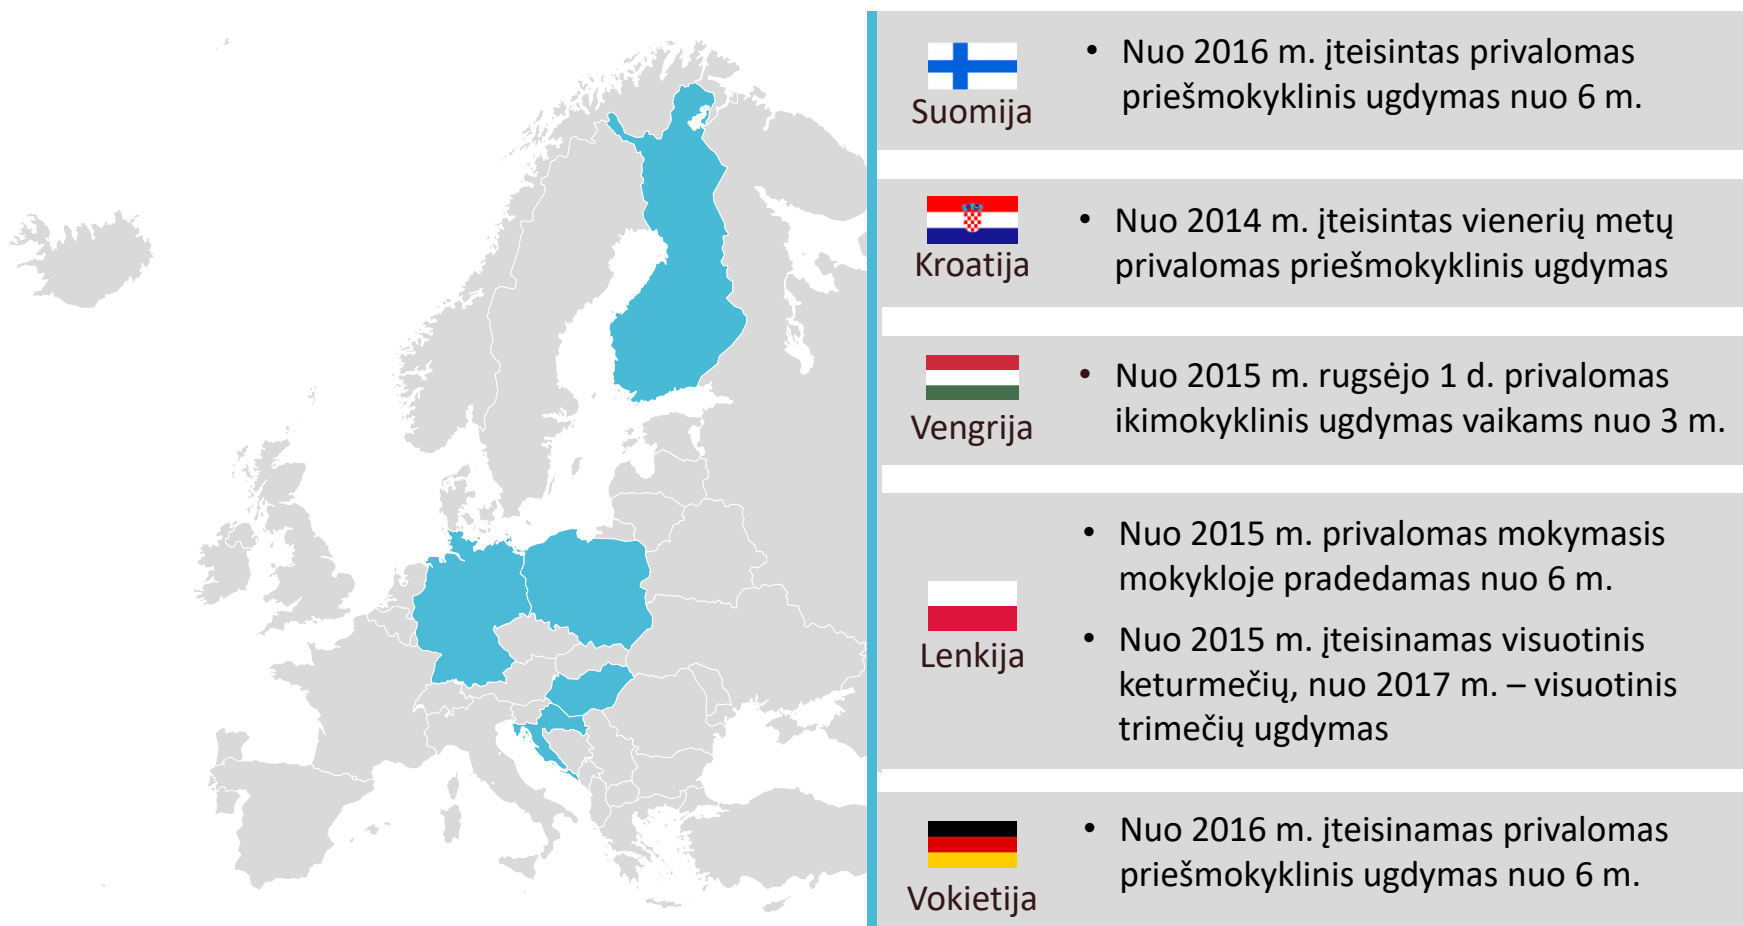 Suomija
• Nuo 2016 m. įteisintas privalomas
priešmokyklinis ugdymas nuo 6 m.
Kroatija
• Nuo 2014 m. įteisintas vienerių metų
privalomas priešmokyklinis ugdymas
Vengrija
• Nuo 2015 m. rugsėjo 1 d. privalomas
ikimokyklinis ugdymas vaikams nuo 3 m.
Lenkija
• Nuo 2015 m. privalomas mokymasis
mokykloje pradedamas nuo 6 m.
• Nuo 2015 m. įteisinamas visuotinis
keturmečių, nuo 2017 m. – visuotinis
trimečių ugdymas
Vokietija
• Nuo 2016 m. įteisinamas privalomas
priešmokyklinis ugdymas nuo 6 m.